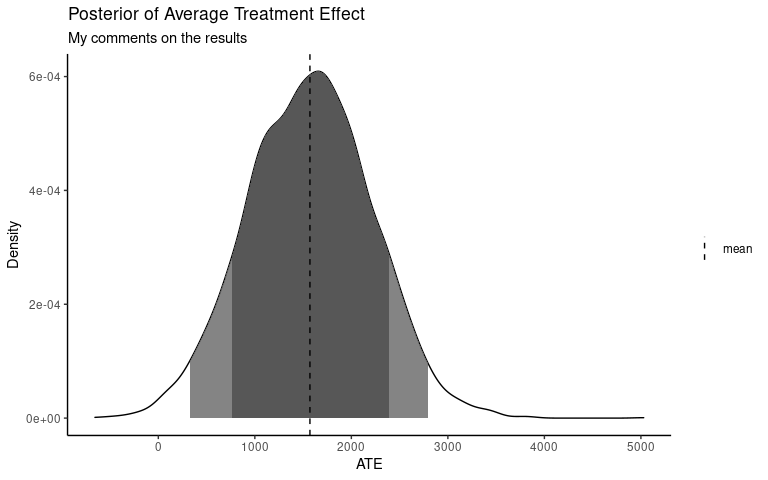 Posterior of Average Treatment Effect
My comments on the results
6e-04
4e-04
2e-04
0e+00
Density
mean
0 1000 2000 3000 4000 5000
ATE